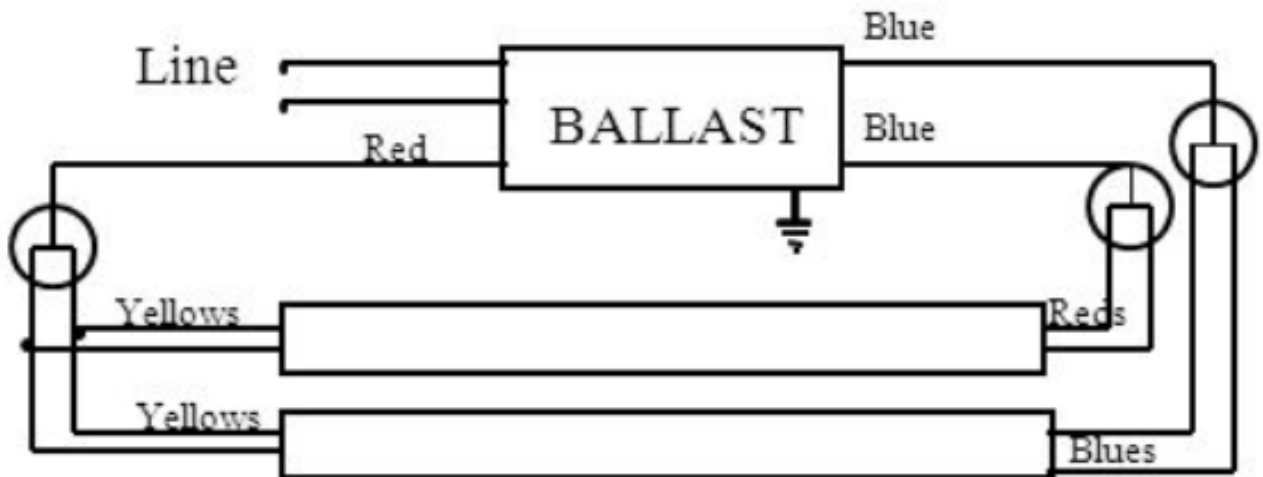 Blue
Line
BALLAST
Blue
Red
Yellows
Reds
Yellows
Blues